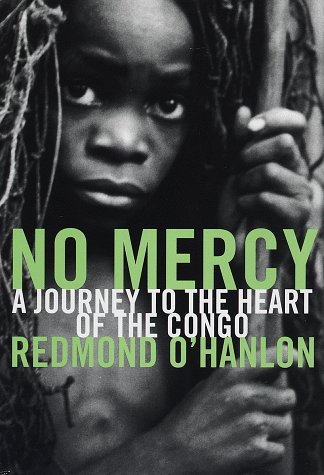 NO MERCY
A JOURNEY TO THE HEART
OF THE CONGO
REDMOND O'HANLON